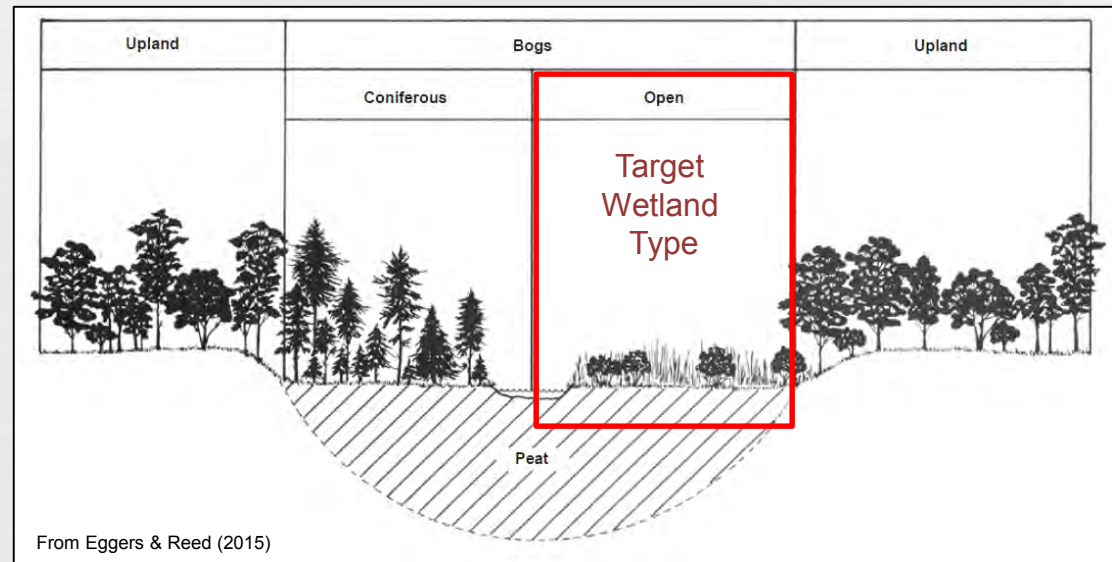 Upland
Bogs
Upland
Coniferous
Open
Target
Wetland
Type
Peat
From Eggers & Reed (2015)